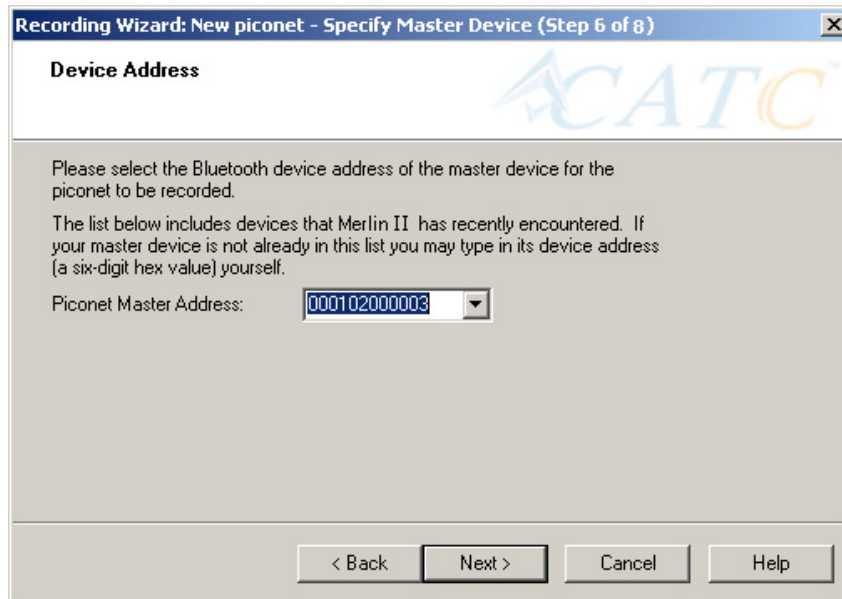 Recording Wizard: New piconet - Specify Master Device (Step 6 of 8)
Device Address
CATC™
Please select the Bluetooth device address of the master device for the
piconet to be recorded.
The list below includes devices that Merlin II has recently encountered. If
your master device is not already in this list you may type in its device address
(a six-digit hex value) yourself.
Piconet Master Address: 000102000003
< Back Next > Cancel Help